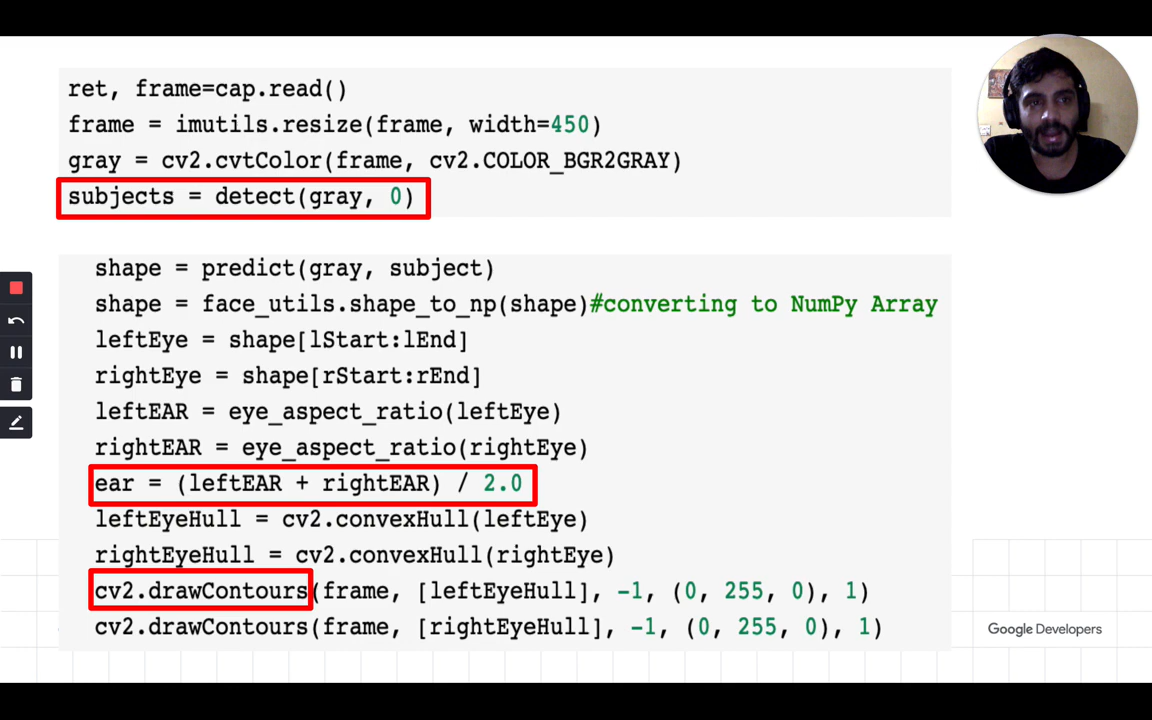 ret, frame=cap.read()
frame = imutils.resize(frame, width=450)
gray = cv2.cvtColor(frame, cv2.COLOR_BGR2GRAY)
subjects = detect(gray, 0)
shape = predict(gray, subject)
shape = face_utils.shape_to_np(shape)#converting to NumPy Array
leftEye = shape[lStart:lEnd]
rightEye = shape[rStart:rEnd]
leftEAR = eye_aspect_ratio(leftEye)
rightEAR = eye_aspect_ratio(rightEye)
ear = (leftEAR + rightEAR) / 2.0
leftEyeHull = cv2.convexHull(leftEye)
rightEyeHull = cv2.convexHull(rightEye)
cv2.drawContours(frame, [leftEyeHull], -1, (0, 255, 0), 1)
cv2.drawContours(frame, [rightEyeHull], -1, (0, 255, 0), 1)
Google Developers